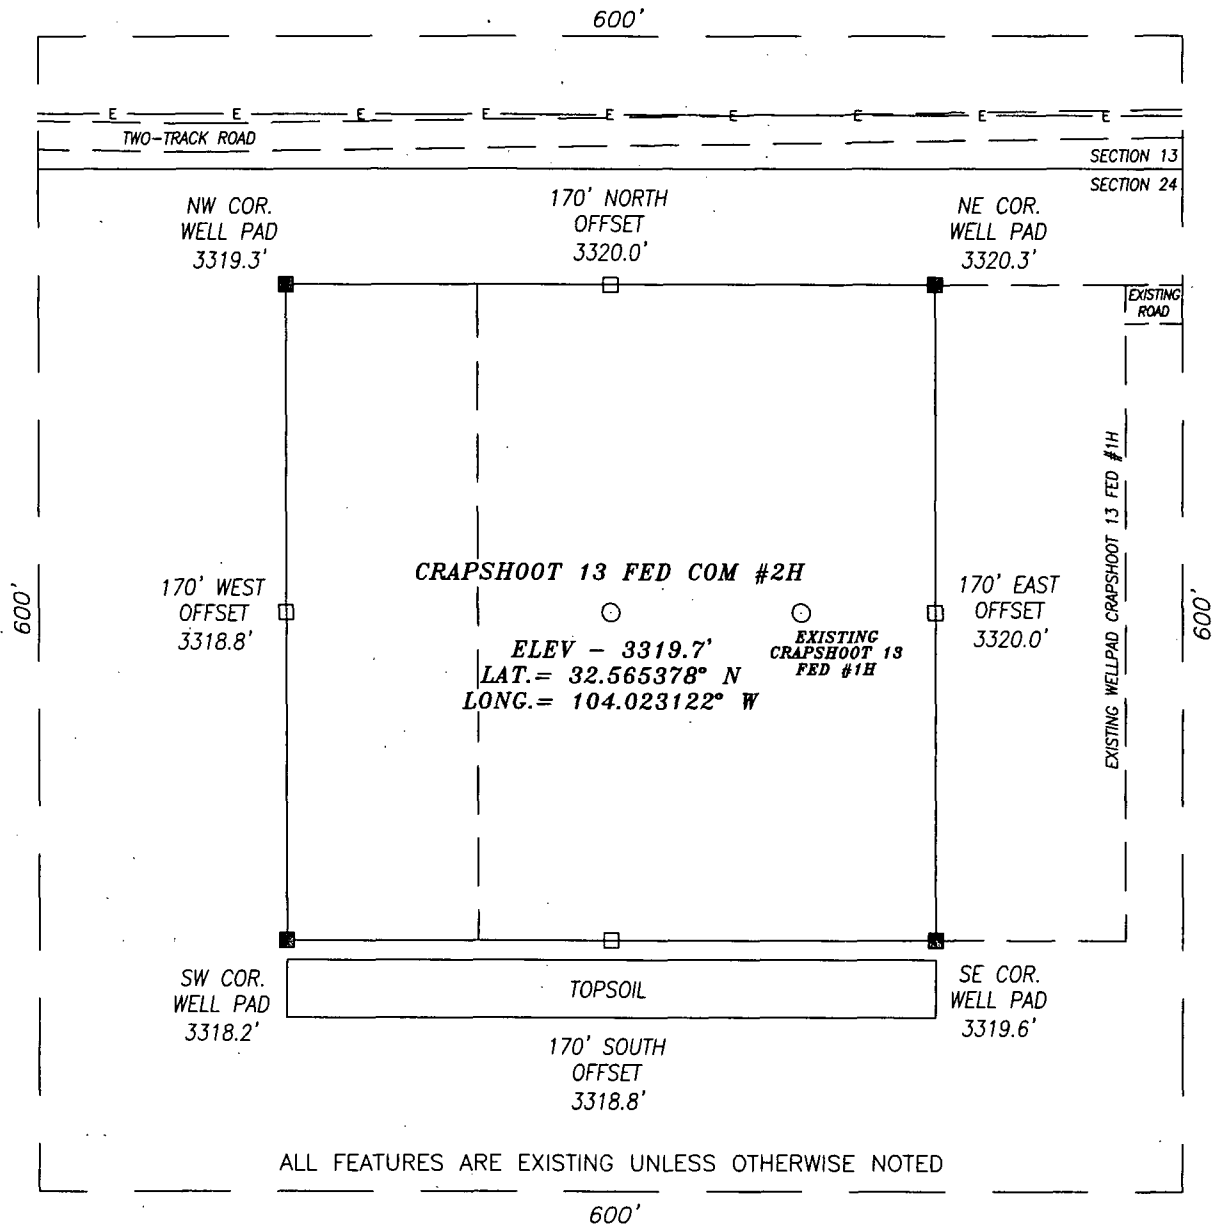 600'
E E E E E E E E E
TWO-TRACK ROAD
SECTION 13
SECTION 24
NW COR.
WELL PAD
3319.3'
170' NORTH
OFFSET
3320.0'
NE COR.
WELL PAD
3320.3'
EXISTING
ROAD
600'
170' WEST
OFFSET
3318.8'
CRAPSHOOT 13 FED COM #2H
ELEV - 3319.7'
LAT.= 32.565378° N
LONG.= 104.023122° W
EXISTING
CRAPSHOOT 13
FED #1H
170' EAST
OFFSET
3320.0'
EXISTING WELLPAD CRAPSHOOT 13 FED #1H
600'
SW COR.
WELL PAD
3318.2'
TOPSOIL
SE COR.
WELL PAD
3319.6'
170' SOUTH
OFFSET
3318.8'
ALL FEATURES ARE EXISTING UNLESS OTHERWISE NOTED
600'